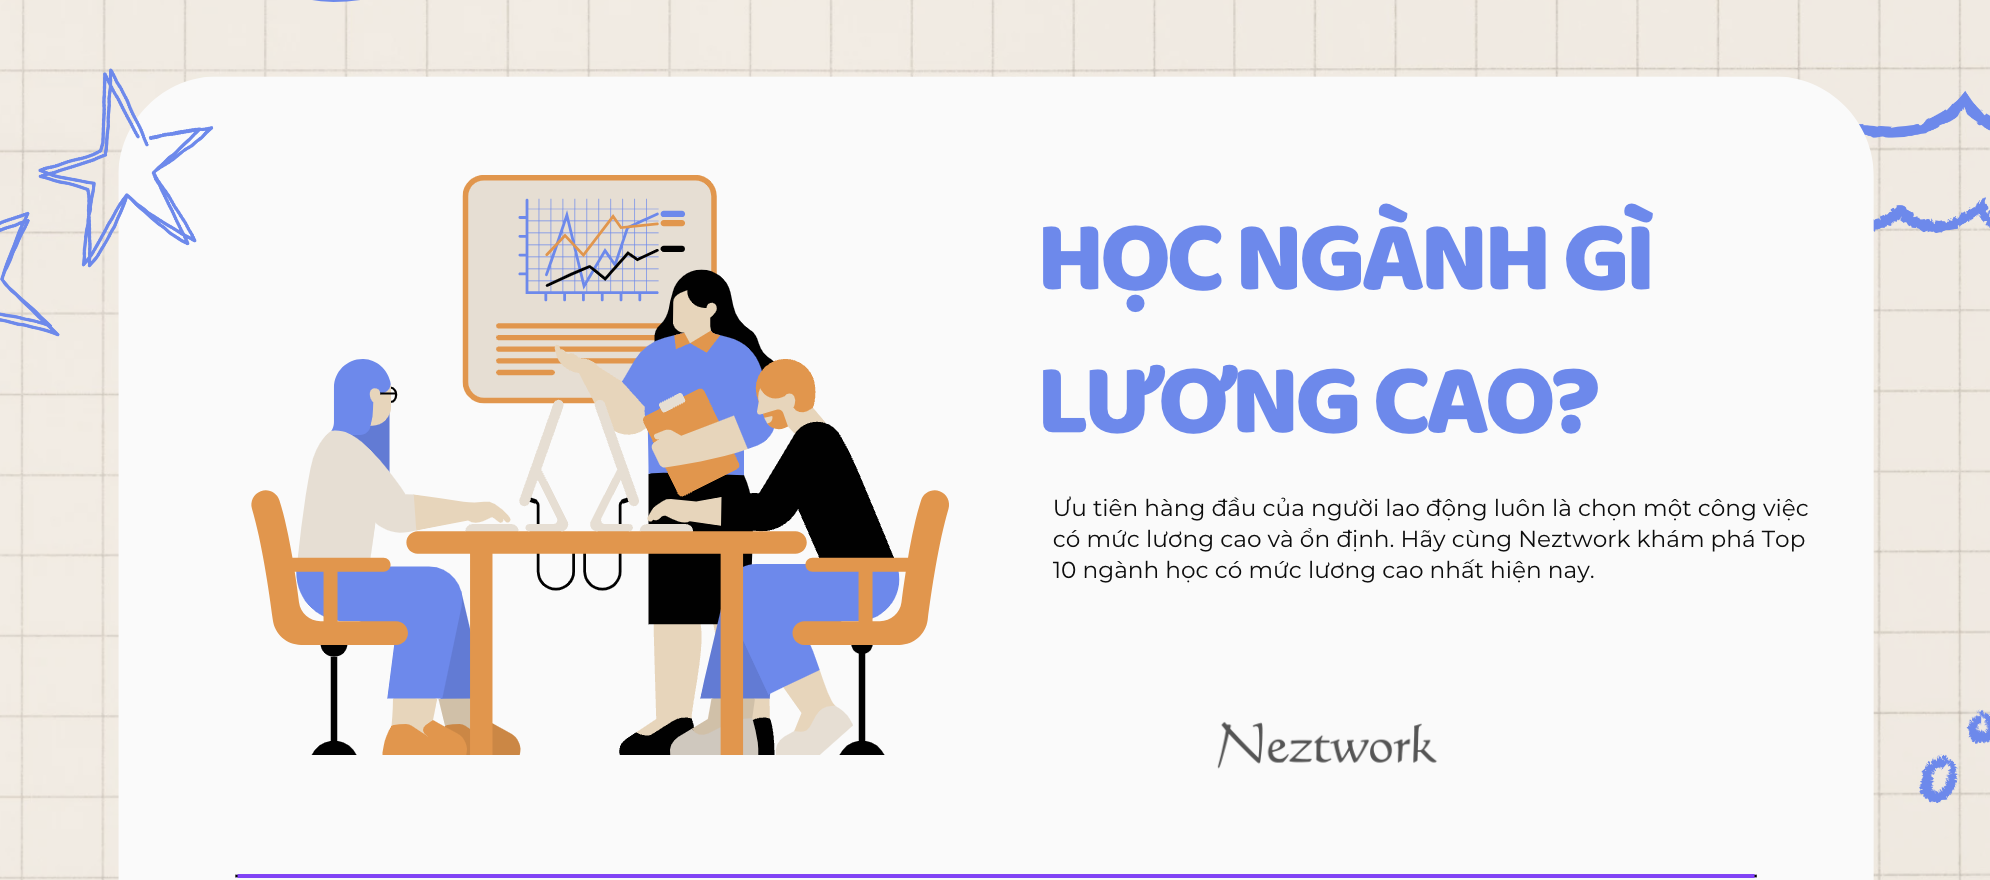 HỌC NGÀNH GÌ
LƯƠNG CAO?
Ưu tiên hàng đầu của người lao động luôn là chọn một công việc
có mức lương cao và ổn định. Hãy cùng Neztwork khám phá Top
10 ngành học có mức lương cao nhất hiện nay.
Neztwork